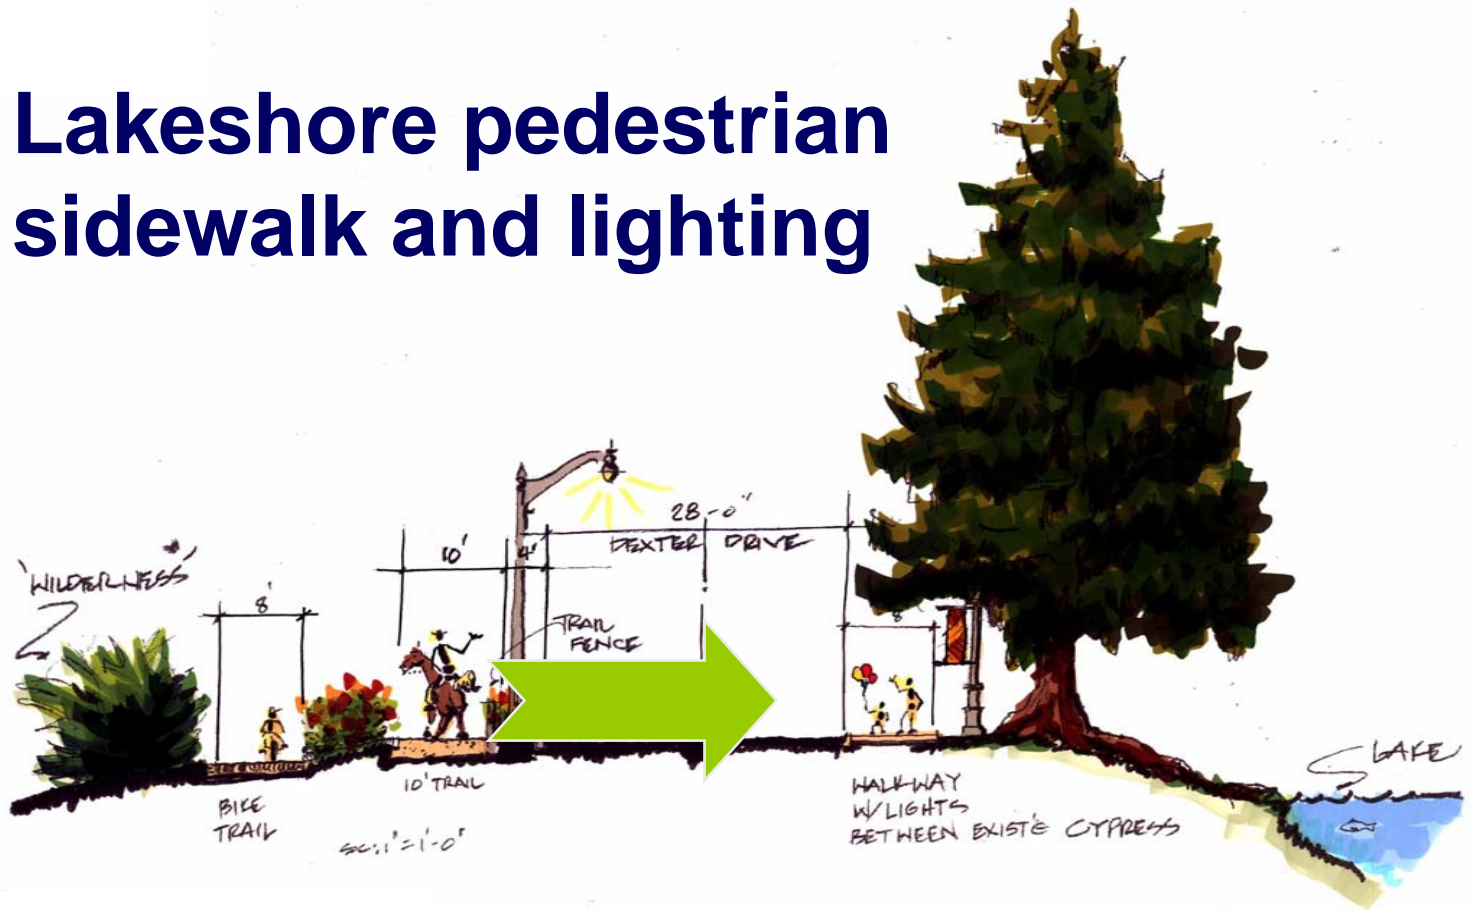 Lakeshore pedestrian
sidewalk and lighting
28-0"
10'
4'
DEXTER DRIVE
'WILDERNESS'
8'
8'
TRAIL
FENCE
LAKE
10' TRAIL
BIKE
TRAIL
WALKWAY
W/LIGHTS
BETWEEN EXIST'G CYPRESS